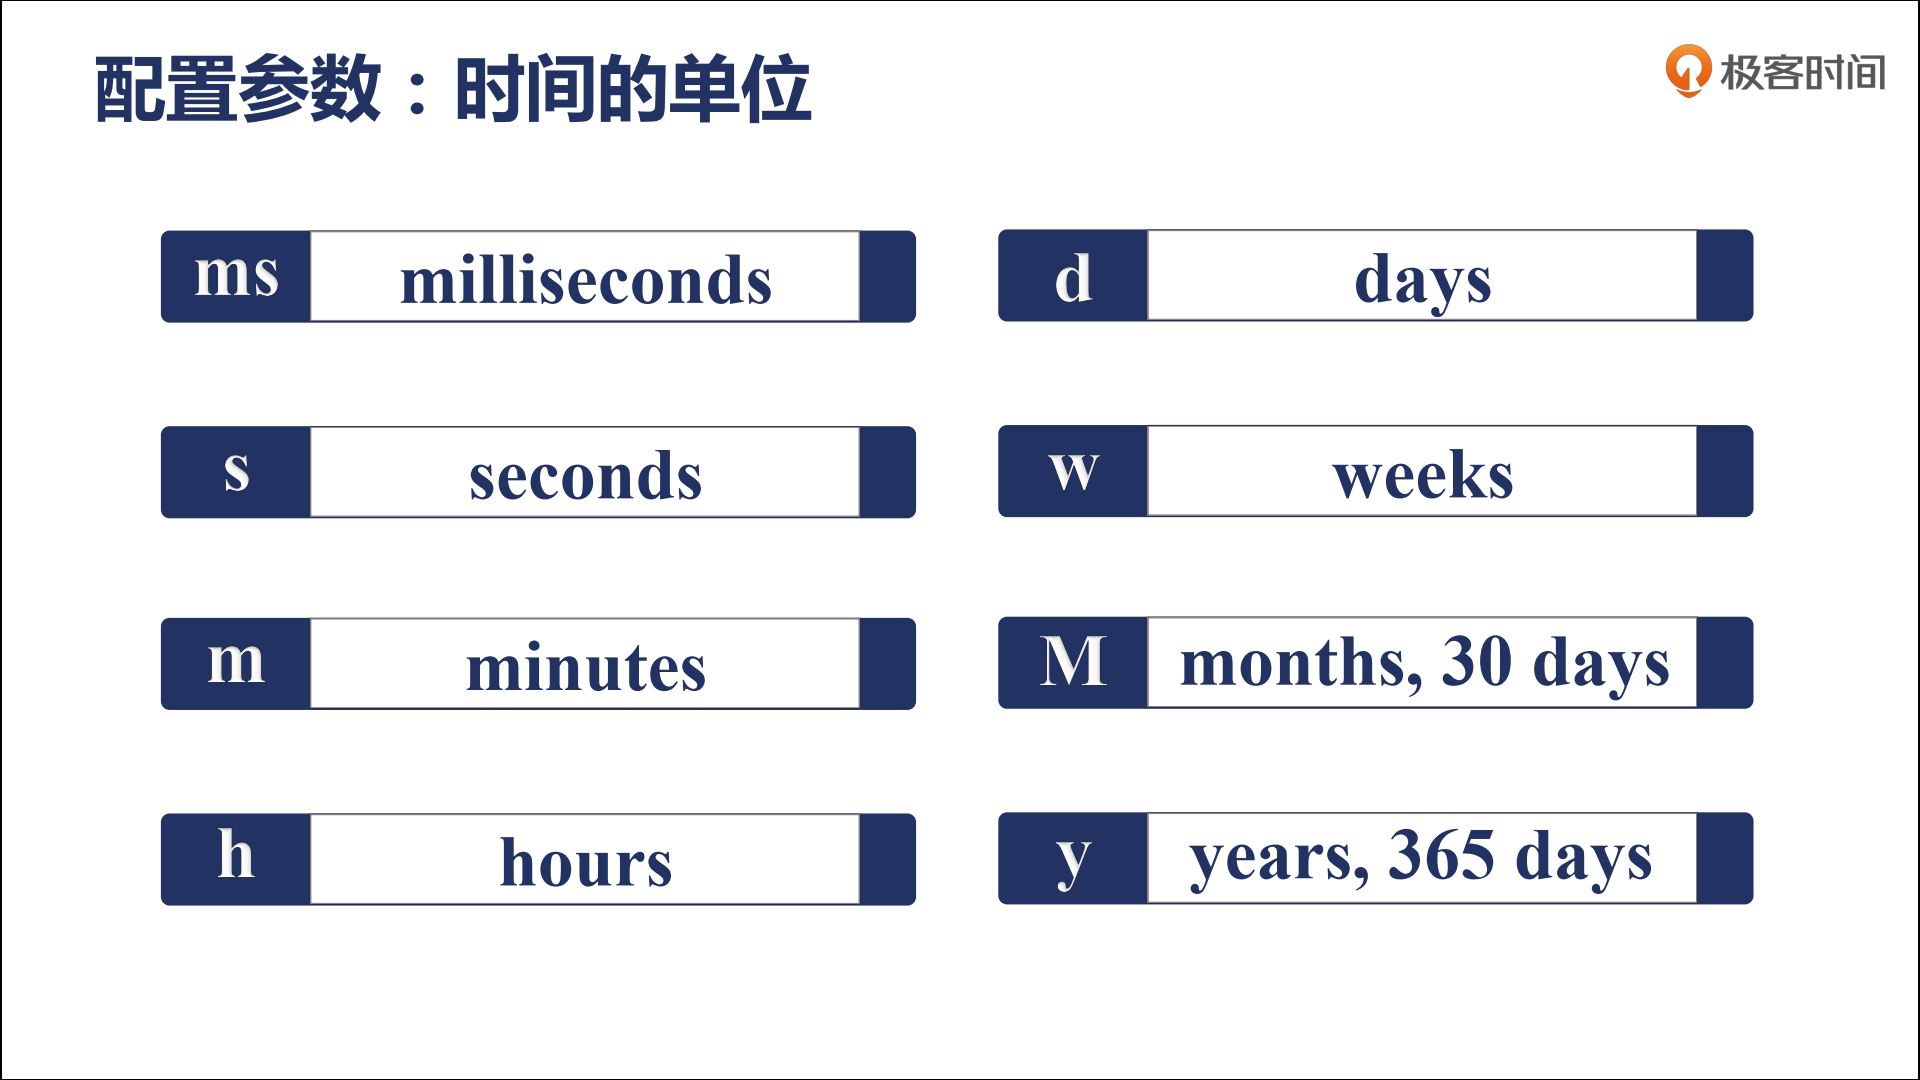 配置参数：时间的单位
极客时间
ms milliseconds
d days
s seconds
w weeks
m minutes
M months, 30 days
h hours
y years, 365 days